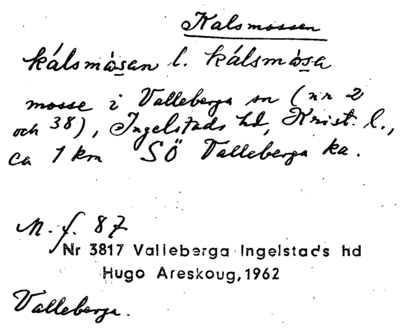 Kalsmossen
kálsmåsan l. kálsmåsa
mosse i Valleberga sn (nr 2
och 38), Ingelstads hd, Krist. l.,
ca 1 km SÖ Valleberga ka.
M. f. 87
Nr 3817 Valleberga Ingelstads hd
Hugo Areskoug, 1962
Valleberga.